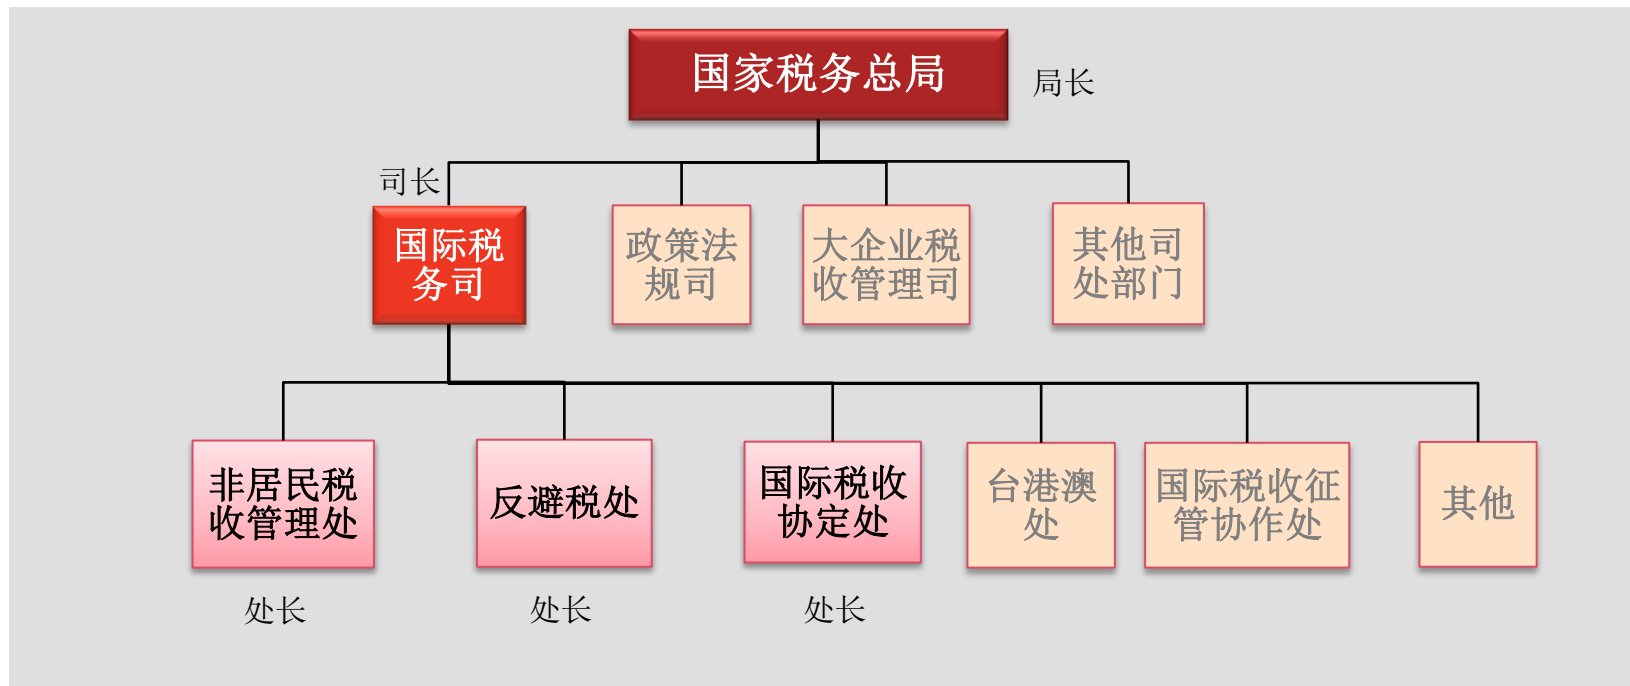 国家税务总局
局长
司长
国际税
务司
政策法
规司
大企业税
收管理司
其他司
处部门
非居民税
收管理处
反避税处
国际税收
协定处
台港澳
处
国际税收征
管协作处
其他
处长
处长
处长